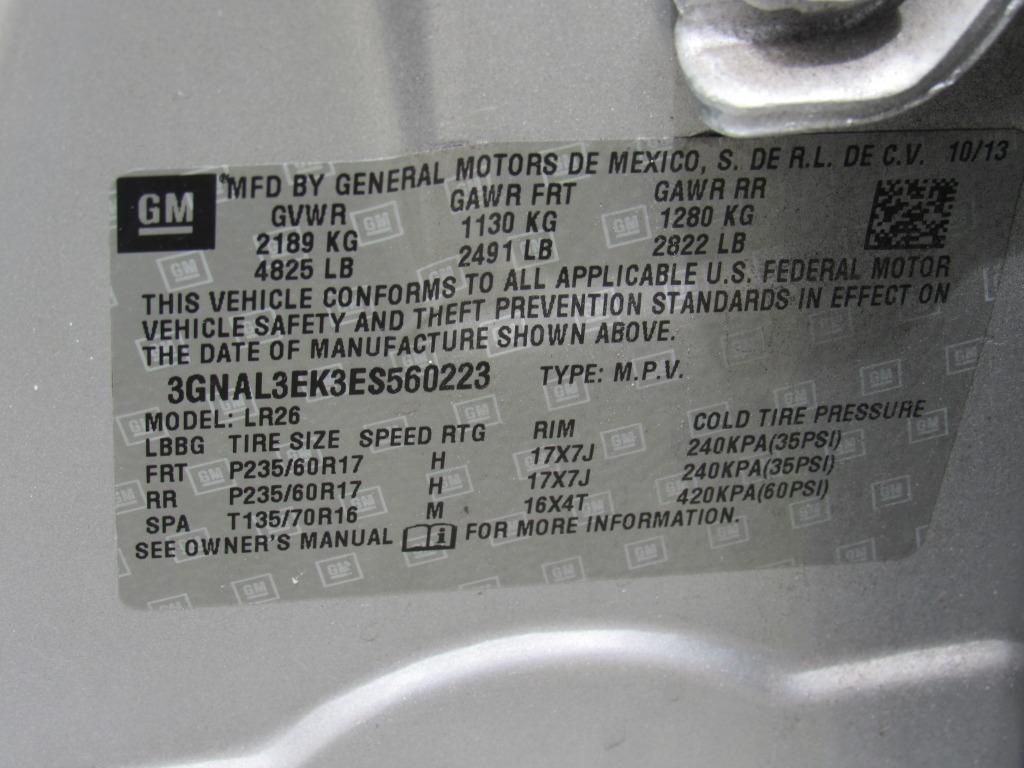 GM
MFD BY GENERAL MOTORS DE MEXICO, S. DE R.L. DE C.V. 10/13
GVWR GAWR FRT GAWR RR
2189 KG 1130 KG 1280 KG
4825 LB 2491 LB 2822 LB
THIS VEHICLE CONFORMS TO ALL APPLICABLE U.S. FEDERAL MOTOR
VEHICLE SAFETY AND THEFT PREVENTION STANDARDS IN EFFECT ON
THE DATE OF MANUFACTURE SHOWN ABOVE.
3GNAL3EK3ES560223 TYPE: M.P.V.
MODEL: LR26
LBBG TIRE SIZE SPEED RTG RIM COLD TIRE PRESSURE
FRT P235/60R17 H 17X7J 240KPA(35PSI)
RR P235/60R17 H 17X7J 240KPA(35PSI)
SPA T135/70R16 M 16X4T 420KPA(60PSI)
SEE OWNER'S MANUAL i FOR MORE INFORMATION.